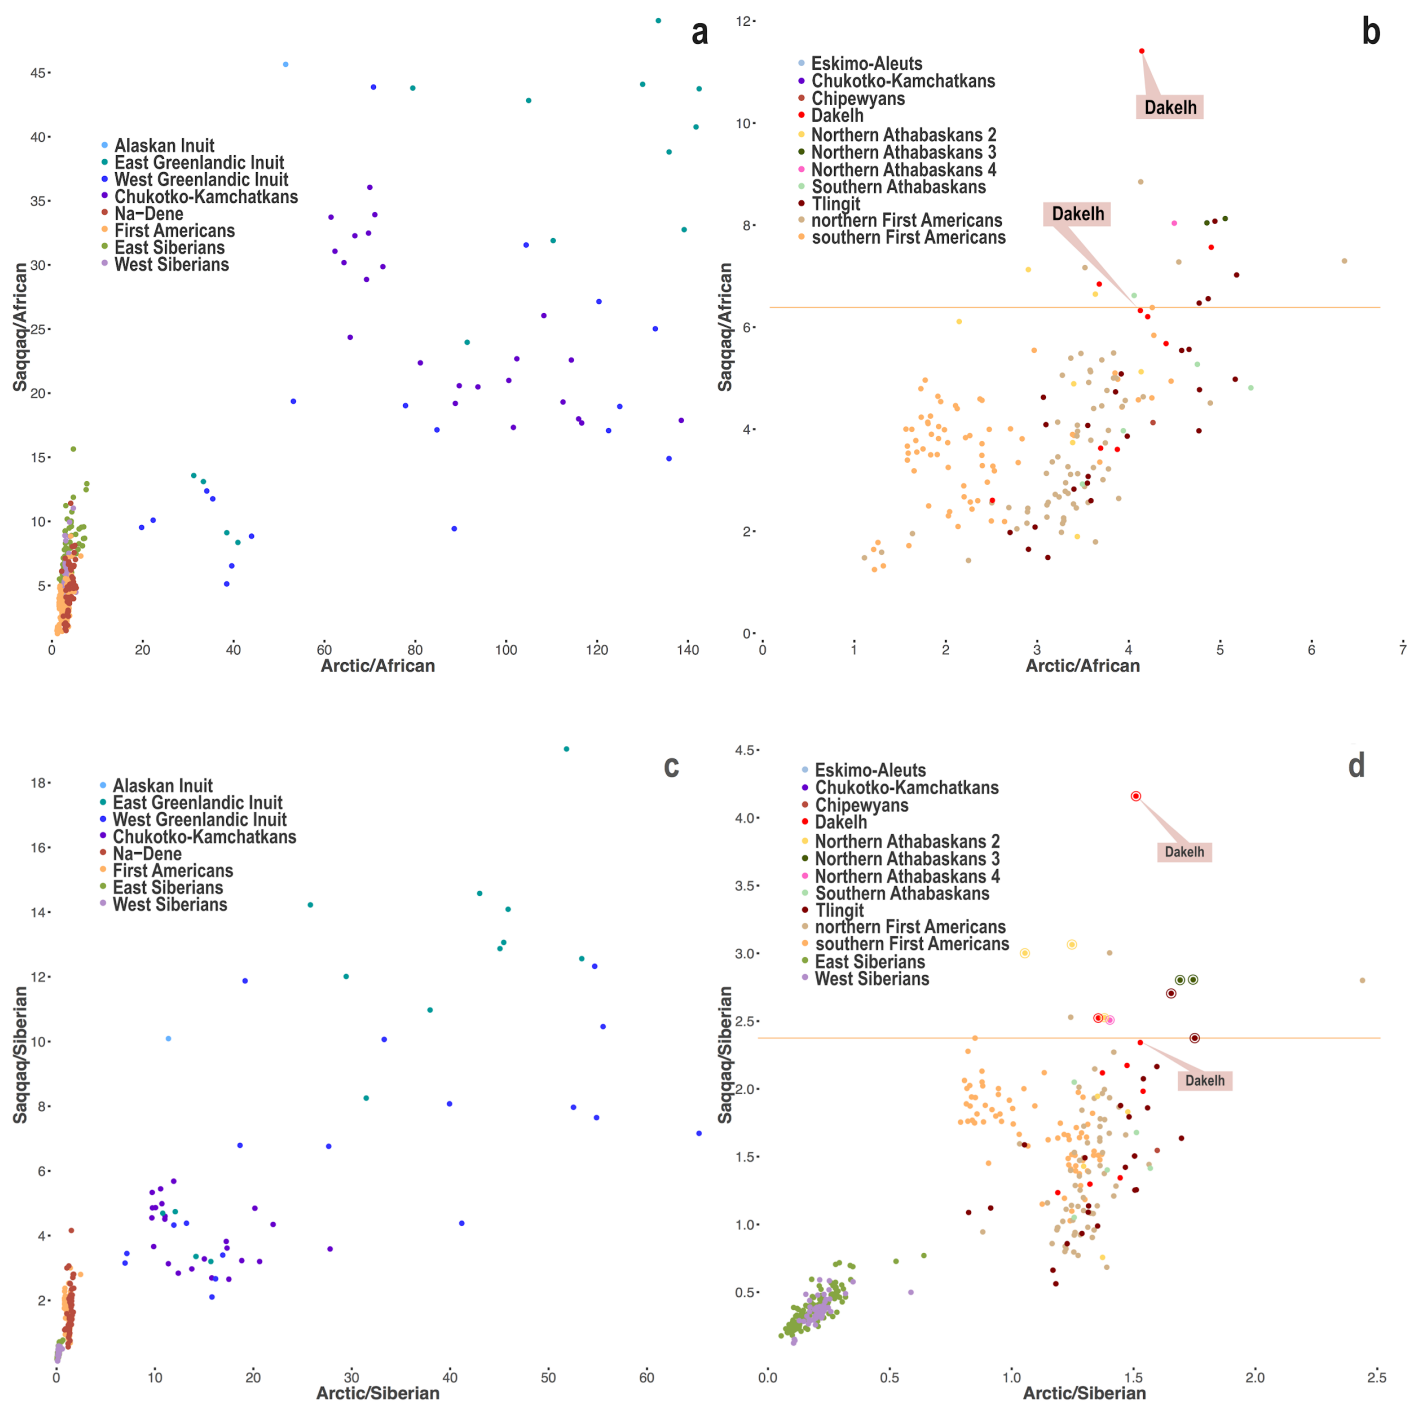 a
45-
40-
35-
30-
25-
20-
15-
10-
5-
Saqqaq/African
Alaskan Inuit
East Greenlandic Inuit
West Greenlandic Inuit
Chukotko-Kamchatkans
Na−Dene
First Americans
East Siberians
West Siberians
0 20 40 60 80 100 120 140
Arctic/African
b
12-
10-
8-
6-
4-
2-
0-
Saqqaq/African
Eskimo-Aleuts
Chukotko-Kamchatkans
Chipewyans
Dakelh
Northern Athabaskans 2
Northern Athabaskans 3
Northern Athabaskans 4
Southern Athabaskans
Tlingit
northern First Americans
southern First Americans
Dakelh
Dakelh
0 1 2 3 4 5 6 7
Arctic/African
c
18-
16-
14-
12-
10-
8-
6-
4-
2-
Saqqaq/Siberian
Alaskan Inuit
East Greenlandic Inuit
West Greenlandic Inuit
Chukotko-Kamchatkans
Na−Dene
First Americans
East Siberians
West Siberians
0 10 20 30 40 50 60
Arctic/Siberian
d
4.5-
4.0-
3.5-
3.0-
2.5-
2.0-
1.5-
1.0-
0.5-
Saqqaq/Siberian
Eskimo-Aleuts
Chukotko-Kamchatkans
Chipewyans
Dakelh
Northern Athabaskans 2
Northern Athabaskans 3
Northern Athabaskans 4
Southern Athabaskans
Tlingit
northern First Americans
southern First Americans
East Siberians
West Siberians
Dakelh
Dakelh
0.0 0.5 1.0 1.5 2.0 2.5
Arctic/Siberian